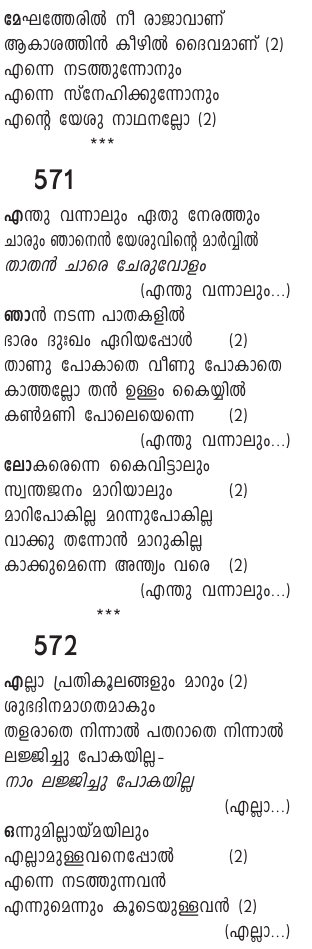 മേഘത്തേരിൽ നീ രാജാവാണ്
ആകാശത്തിൻ കീഴിൽ ദൈവമാണ് (2)
എന്നെ നടത്തുന്നോനും
എന്നെ സ്നേഹിക്കുന്നോനും
എന്റെ യേശു നാഥനല്ലോ (2)
***
571
എന്തു വന്നാലും ഏതു നേരത്തും
ചാരും ഞാനെൻ യേശുവിന്റെ മാർവ്വിൽ
താതൻ ചാരെ ചേരുവോളം
(എന്തു വന്നാലും...)
ഞാൻ നടന്ന പാതകളിൽ
ഭാരം ദുഃഖം ഏറിയപ്പോൾ (2)
താണു പോകാതെ വീണു പോകാതെ
കാത്തല്ലോ തൻ ഉള്ളം കൈയ്യിൽ
കൺമണി പോലെയെന്നെ (2)
(എന്തു വന്നാലും...)
ലോകരെന്നെ കൈവിട്ടാലും
സ്വന്തജനം മാറിയാലും (2)
മാറിപോകില്ല മറന്നുപോകില്ല
വാക്കു തന്നോൻ മാറുകില്ല
കാക്കുമെന്നെ അന്ത്യം വരെ (2)
(എന്തു വന്നാലും...)
***
572
എല്ലാ പ്രതികൂലങ്ങളും മാറും (2)
ശുഭദിനമാഗതമാകും
തളരാതെ നിന്നാൽ പതറാതെ നിന്നാൽ
ലജ്ജിച്ചു പോകയില്ല-
നാം ലജ്ജിച്ചു പോകയില്ല
(എല്ലാ...)
ഒന്നുമില്ലായ്മയിലും
എല്ലാമുള്ളവനെപ്പോൽ (2)
എന്നെ നടത്തുന്നവൻ
എന്നുമെന്നും കൂടെയുള്ളവൻ (2)
(എല്ലാ...)